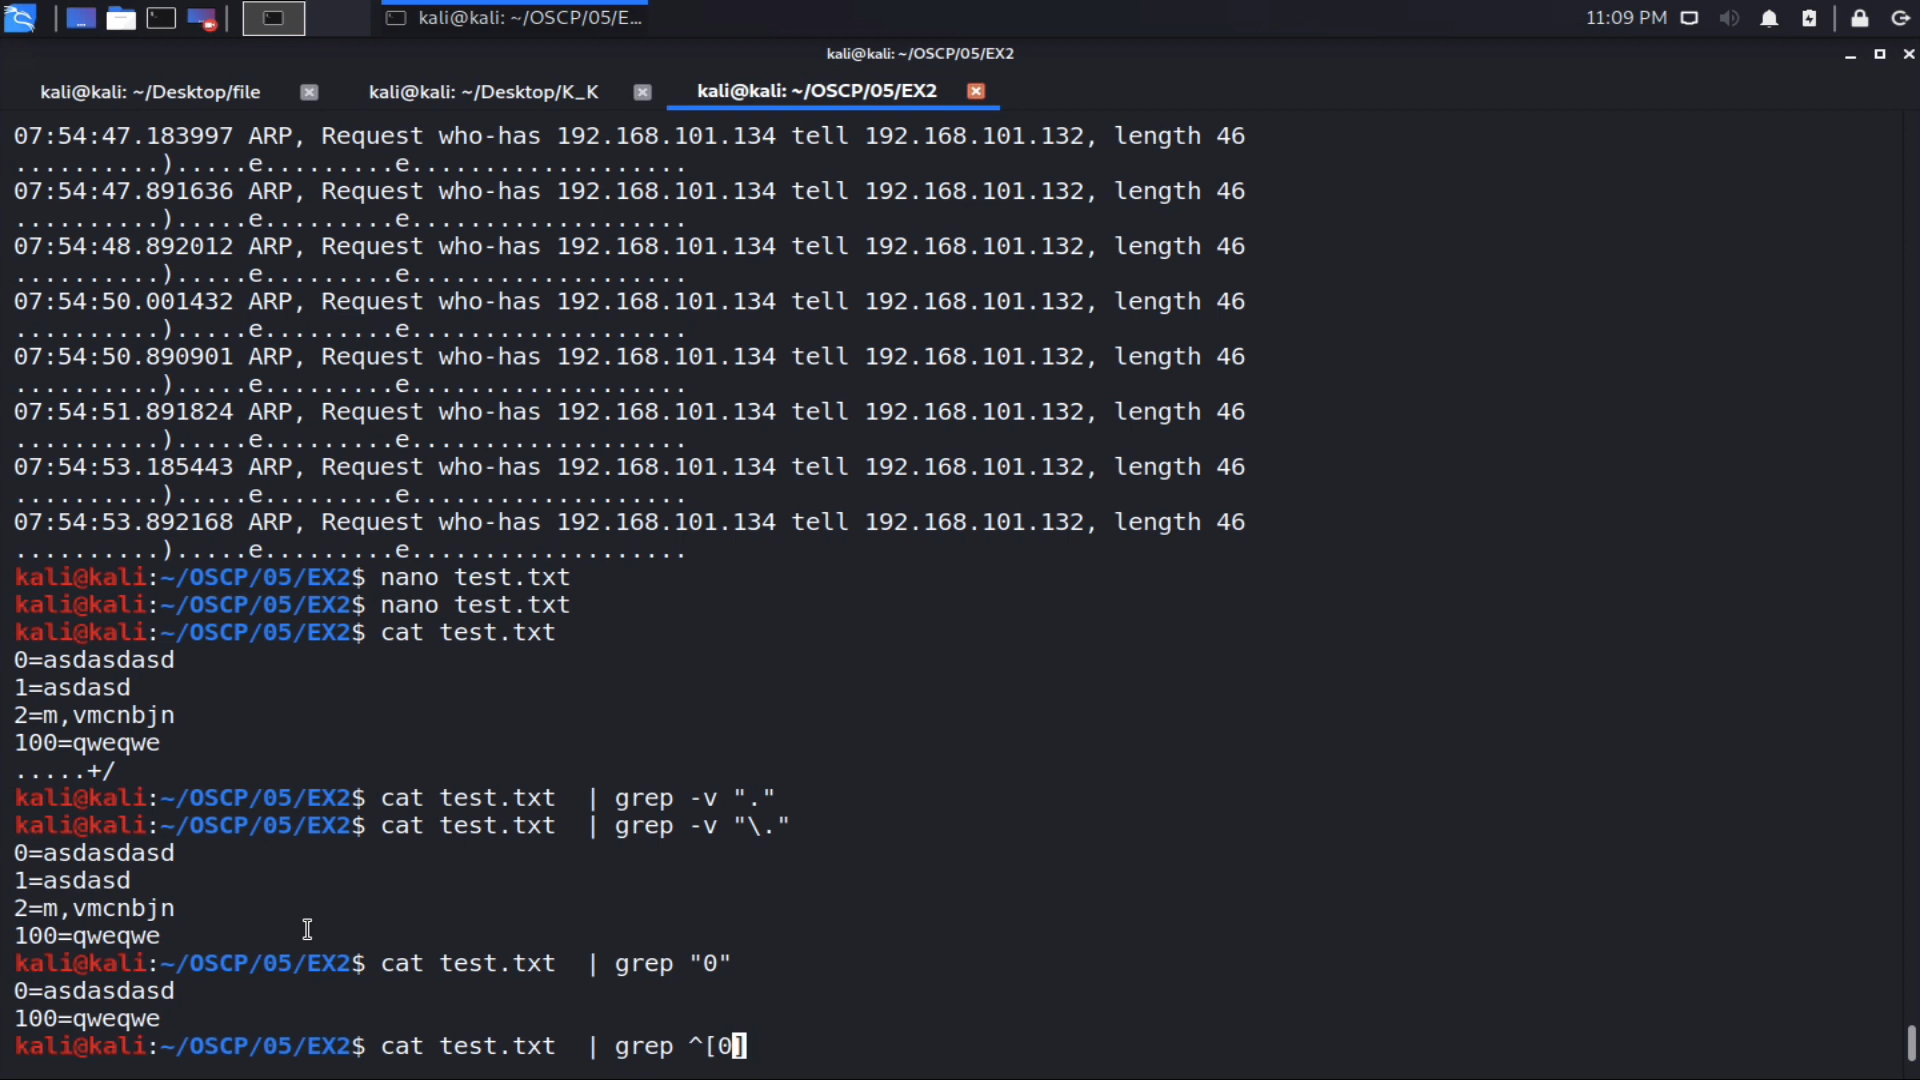 kali@kali: ~/OSCP/05/E... 11:09 PM
kali@kali: ~/OSCP/05/EX2
kali@kali: ~/Desktop/file kali@kali: ~/Desktop/K_K kali@kali: ~/OSCP/05/EX2
07:54:47.183997 ARP, Request who-has 192.168.101.134 tell 192.168.101.132, length 46
..........).....e.........e...................
07:54:47.891636 ARP, Request who-has 192.168.101.134 tell 192.168.101.132, length 46
..........).....e.........e...................
07:54:48.892012 ARP, Request who-has 192.168.101.134 tell 192.168.101.132, length 46
..........).....e.........e...................
07:54:50.001432 ARP, Request who-has 192.168.101.134 tell 192.168.101.132, length 46
..........).....e.........e...................
07:54:50.890901 ARP, Request who-has 192.168.101.134 tell 192.168.101.132, length 46
..........).....e.........e...................
07:54:51.891824 ARP, Request who-has 192.168.101.134 tell 192.168.101.132, length 46
..........).....e.........e...................
07:54:53.185443 ARP, Request who-has 192.168.101.134 tell 192.168.101.132, length 46
..........).....e.........e...................
07:54:53.892168 ARP, Request who-has 192.168.101.134 tell 192.168.101.132, length 46
..........).....e.........e...................
kali@kali:~/OSCP/05/EX2$ nano test.txt
kali@kali:~/OSCP/05/EX2$ nano test.txt
kali@kali:~/OSCP/05/EX2$ cat test.txt
0=asdasdasd
1=asdasd
2=m,vmcnbjn
100=qweqwe
.....+/
kali@kali:~/OSCP/05/EX2$ cat test.txt  | grep -v "."
kali@kali:~/OSCP/05/EX2$ cat test.txt  | grep -v "\."
0=asdasdasd
1=asdasd
2=m,vmcnbjn
100=qweqwe
kali@kali:~/OSCP/05/EX2$ cat test.txt  | grep "0"
0=asdasdasd
100=qweqwe
kali@kali:~/OSCP/05/EX2$ cat test.txt  | grep ^[0]